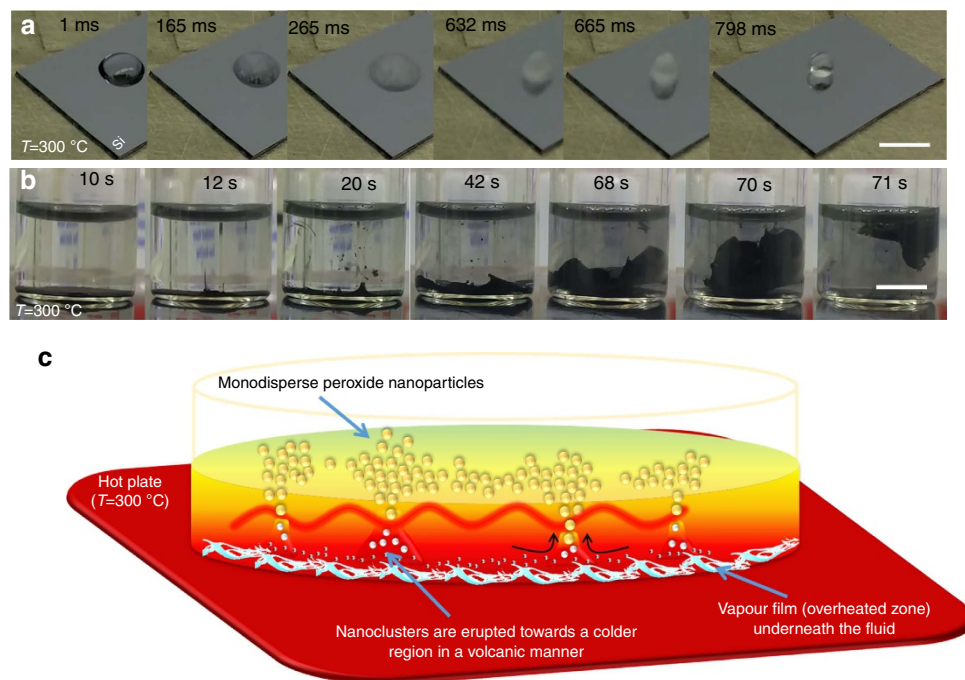 a
1 ms
165 ms
265 ms
632 ms
665 ms
798 ms
T=300 °C
Si
b
10 s
12 s
20 s
42 s
68 s
70 s
71 s
T=300 °C
c
Monodisperse peroxide nanoparticles
Hot plate
(T=300 °C)
Vapour film (overheated zone)
underneath the fluid
Nanoclusters are erupted towards a colder
region in a volcanic manner